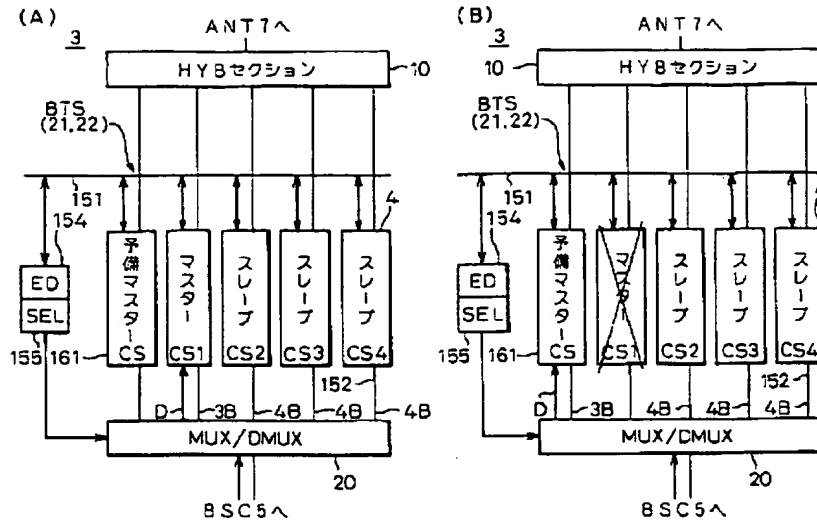 (A)
3
ANT7へ
HYBセクション
10
BTS
(21,22)
151
154
4
ED
SEL
155
161
予備マスター
CS
マスター
CS1
スレーブ
CS2
スレーブ
CS3
スレーブ
CS4
152
D
3B
4B
4B
4B
MUX/DMUX
20
BSC5へ
(B)
3
ANT7へ
10
HYBセクション
BTS
(21,22)
151
154
ED
SEL
155
161
予備マスター
CS
マスター
CS1
スレーブ
CS2
スレーブ
CS3
スレーブ
CS4
152
D
3B
4B
4B
4B
MUX/DMUX
20
BSC5へ